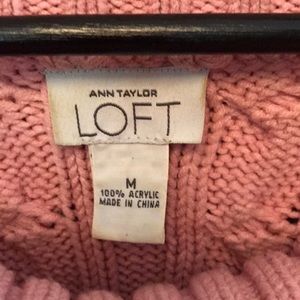 ANN TAYLOR
LOFT
M
100% ACRYLIC
MADE IN CHINA